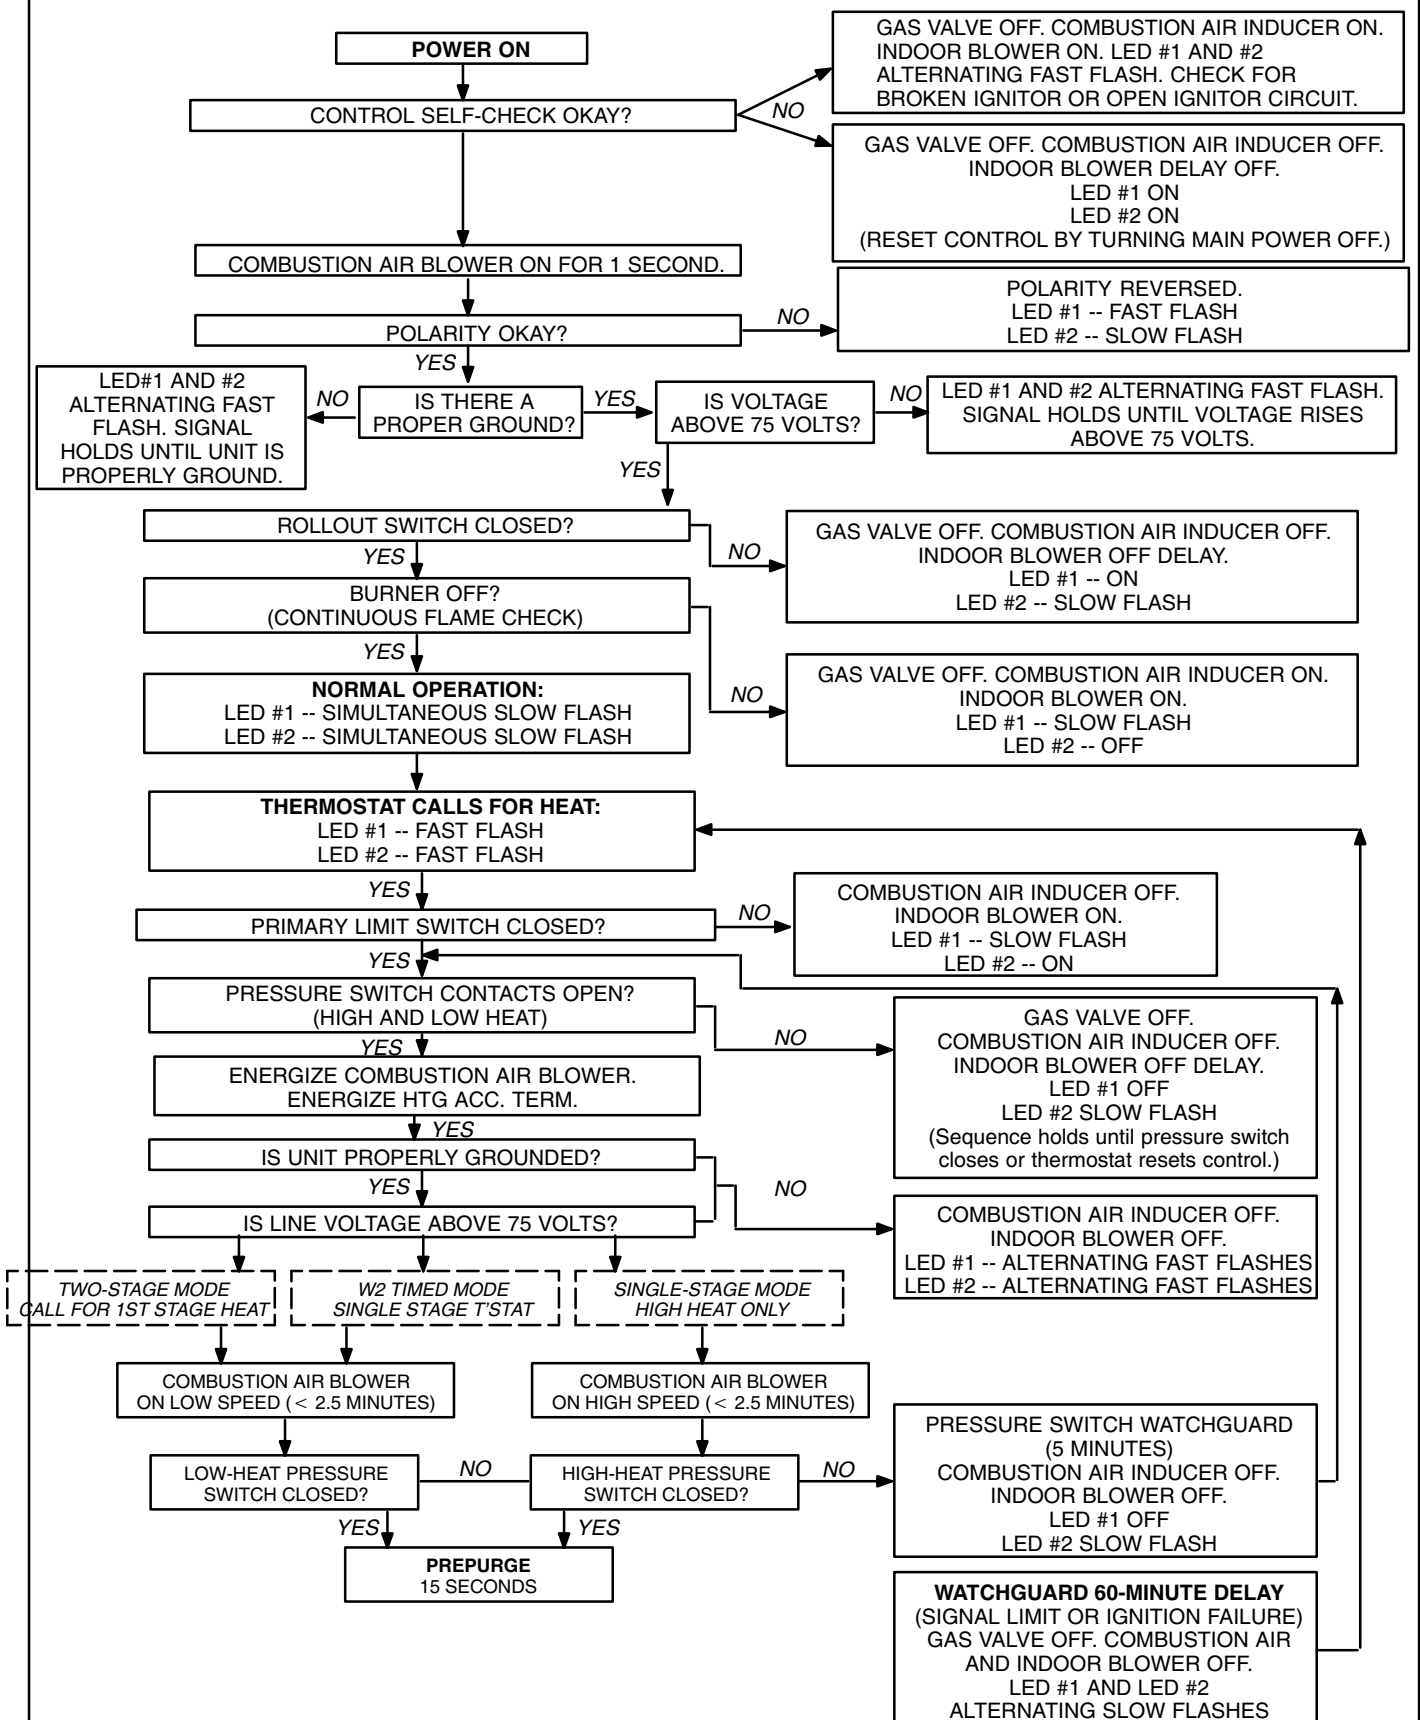 POWER ON
GAS VALVE OFF. COMBUSTION AIR INDUCER ON.
INDOOR BLOWER ON. LED #1 AND #2
ALTERNATING FAST FLASH. CHECK FOR
BROKEN IGNITOR OR OPEN IGNITOR CIRCUIT.
CONTROL SELF-CHECK OKAY?
NO
GAS VALVE OFF. COMBUSTION AIR INDUCER OFF.
INDOOR BLOWER DELAY OFF.
LED #1 ON
LED #2 ON
(RESET CONTROL BY TURNING MAIN POWER OFF.)
COMBUSTION AIR BLOWER ON FOR 1 SECOND.
POLARITY OKAY?
NO
POLARITY REVERSED.
LED #1 -- FAST FLASH
LED #2 -- SLOW FLASH
YES
LED#1 AND #2
ALTERNATING FAST
FLASH. SIGNAL
HOLDS UNTIL UNIT IS
PROPERLY GROUND.
NO
IS THERE A
PROPER GROUND?
YES
IS VOLTAGE
ABOVE 75 VOLTS?
NO
LED #1 AND #2 ALTERNATING FAST FLASH.
SIGNAL HOLDS UNTIL VOLTAGE RISES
ABOVE 75 VOLTS.
YES
ROLLOUT SWITCH CLOSED?
NO
GAS VALVE OFF. COMBUSTION AIR INDUCER OFF.
INDOOR BLOWER OFF DELAY.
LED #1 -- ON
LED #2 -- SLOW FLASH
YES
BURNER OFF?
(CONTINUOUS FLAME CHECK)
NO
GAS VALVE OFF. COMBUSTION AIR INDUCER ON.
INDOOR BLOWER ON.
LED #1 -- SLOW FLASH
LED #2 -- OFF
YES
NORMAL OPERATION:
LED #1 -- SIMULTANEOUS SLOW FLASH
LED #2 -- SIMULTANEOUS SLOW FLASH
THERMOSTAT CALLS FOR HEAT:
LED #1 -- FAST FLASH
LED #2 -- FAST FLASH
YES
PRIMARY LIMIT SWITCH CLOSED?
NO
COMBUSTION AIR INDUCER OFF.
INDOOR BLOWER ON.
LED #1 -- SLOW FLASH
LED #2 -- ON
YES
PRESSURE SWITCH CONTACTS OPEN?
(HIGH AND LOW HEAT)
NO
GAS VALVE OFF.
COMBUSTION AIR INDUCER OFF.
INDOOR BLOWER OFF DELAY.
LED #1 OFF
LED #2 SLOW FLASH
(Sequence holds until pressure switch
closes or thermostat resets control.)
YES
ENERGIZE COMBUSTION AIR BLOWER.
ENERGIZE HTG ACC. TERM.
YES
IS UNIT PROPERLY GROUNDED?
YES
NO
IS LINE VOLTAGE ABOVE 75 VOLTS?
COMBUSTION AIR INDUCER OFF.
INDOOR BLOWER OFF.
LED #1 -- ALTERNATING FAST FLASHES
LED #2 -- ALTERNATING FAST FLASHES
TWO-STAGE MODE
CALL FOR 1ST STAGE HEAT
W2 TIMED MODE
SINGLE STAGE T'STAT
SINGLE-STAGE MODE
HIGH HEAT ONLY
COMBUSTION AIR BLOWER
ON LOW SPEED (< 2.5 MINUTES)
COMBUSTION AIR BLOWER
ON HIGH SPEED (< 2.5 MINUTES)
LOW-HEAT PRESSURE
SWITCH CLOSED?
NO
HIGH-HEAT PRESSURE
SWITCH CLOSED?
NO
PRESSURE SWITCH WATCHGUARD
(5 MINUTES)
COMBUSTION AIR INDUCER OFF.
INDOOR BLOWER OFF.
LED #1 OFF
LED #2 SLOW FLASH
YES
YES
PREPURGE
15 SECONDS
WATCHGUARD 60-MINUTE DELAY
(SIGNAL LIMIT OR IGNITION FAILURE)
GAS VALVE OFF. COMBUSTION AIR
AND INDOOR BLOWER OFF.
LED #1 AND LED #2
ALTERNATING SLOW FLASHES